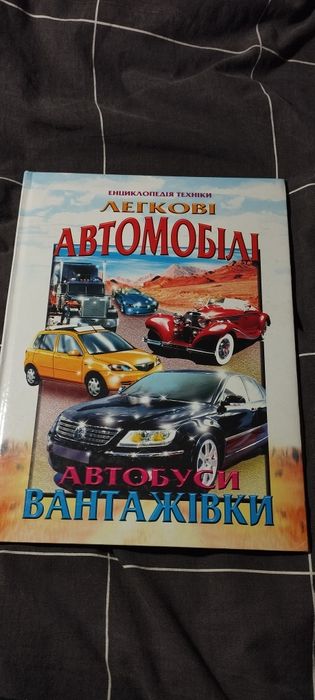 ЕНЦИКЛОПЕДІЯ ТЕХНІКИ
ЛЕГКОВІ
АВТОМОБІЛІ
АВТОБУСИ
ВАНТАЖІВКИ